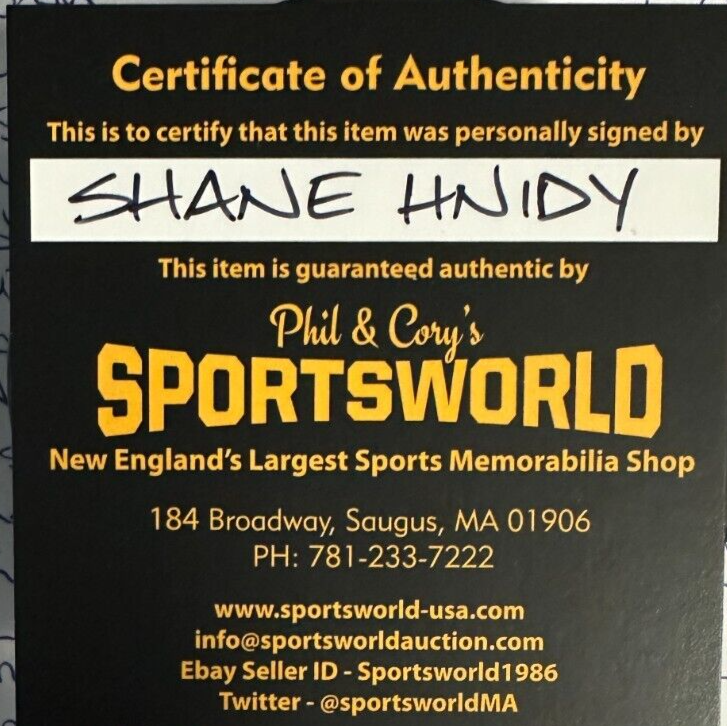 Certificate of Authenticity
This is to certify that this item was personally signed by
SHANE HNIDY
This item is guaranteed authentic by
Phil & Cory's
SPORTSWORLD
New England's Largest Sports Memorabilia Shop
184 Broadway, Saugus, MA 01906
PH: 781-233-7222
www.sportsworld-usa.com
info@sportsworldauction.com
Ebay Seller ID - Sportsworld1986
Twitter - @sportsworldMA